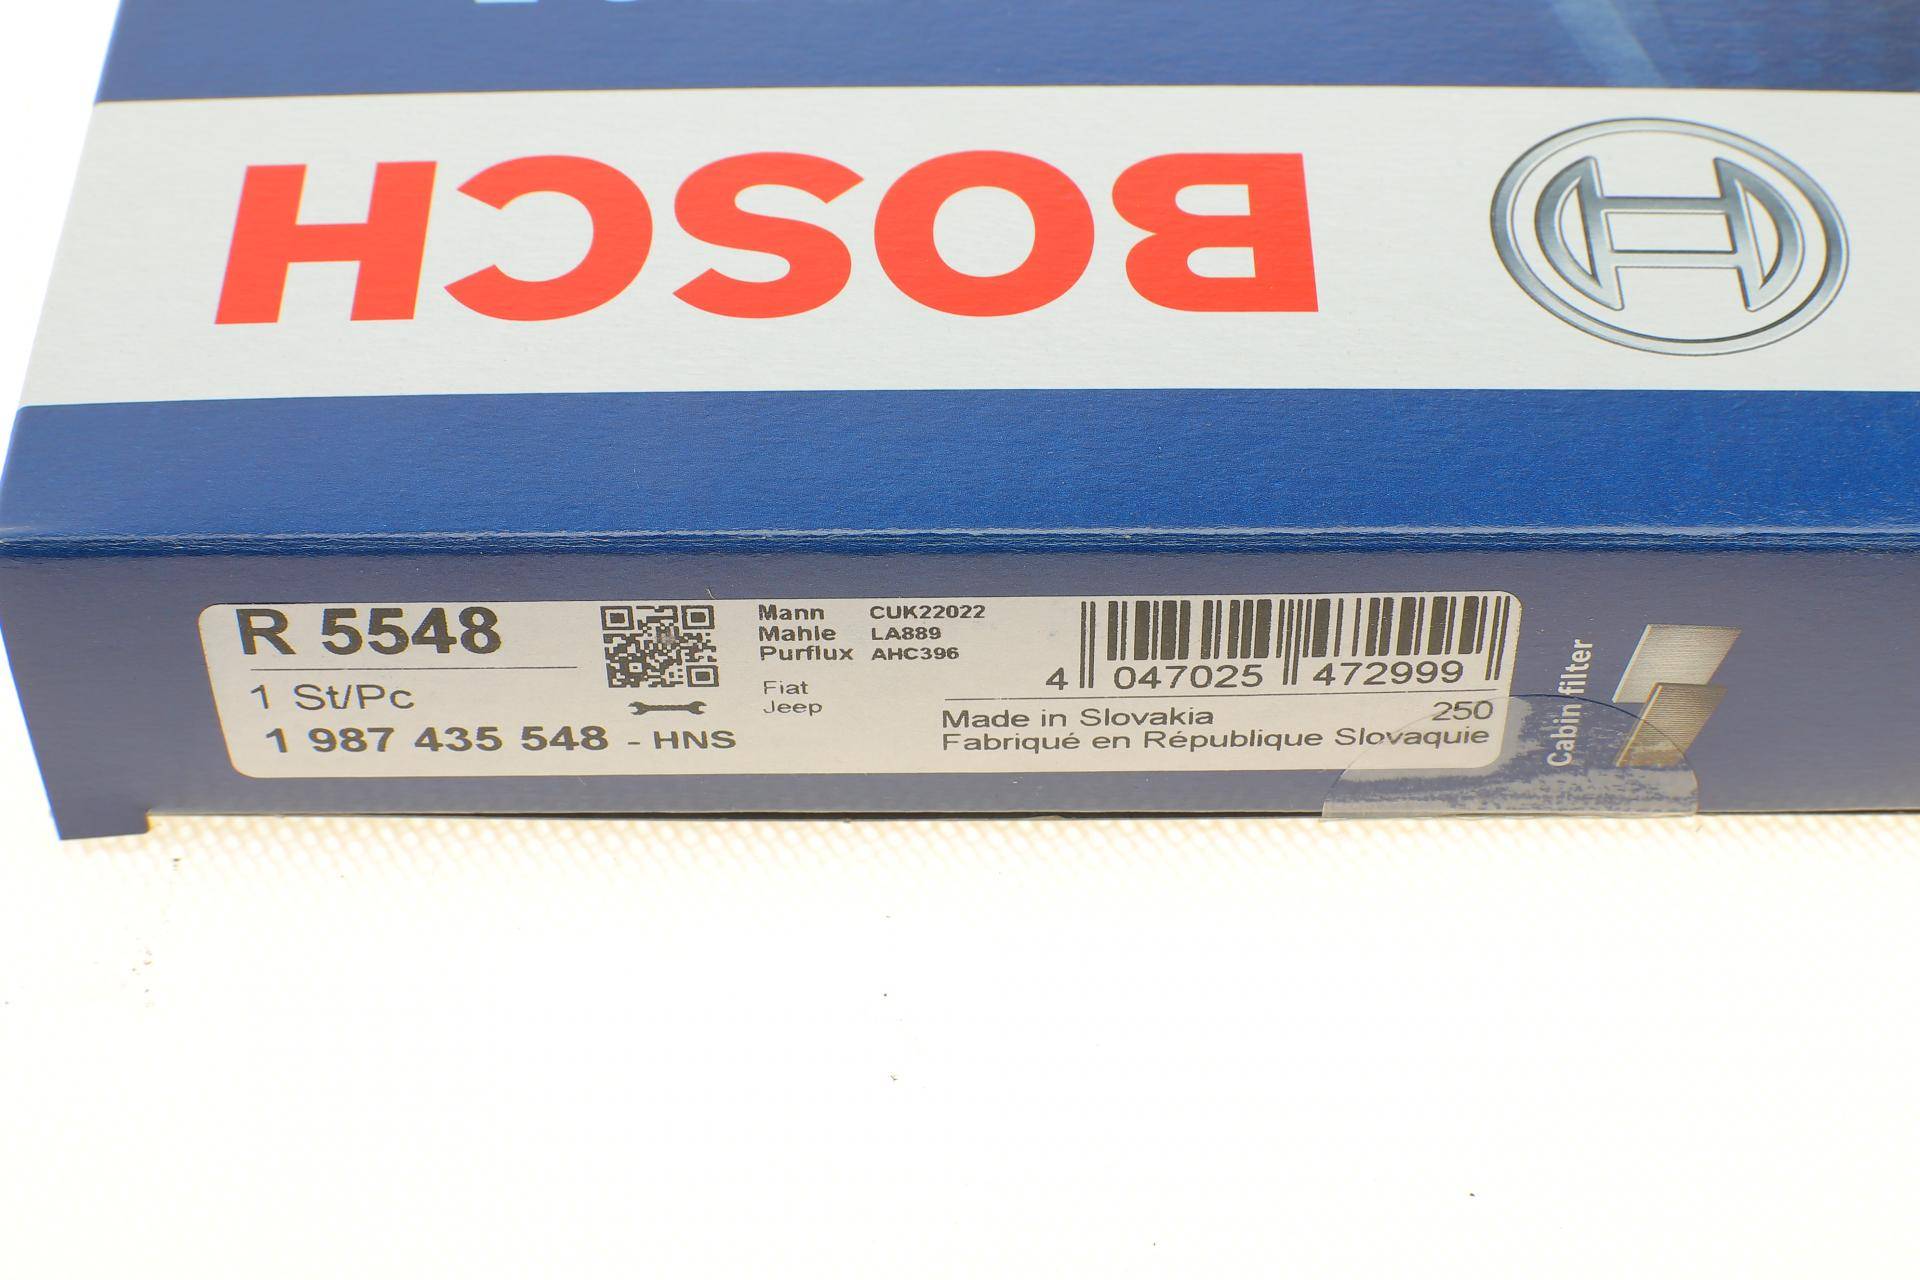 BOSCH
R 5548
1 St/Pc
1 987 435 548 - HNS
Mann CUK22022
Mahle LA889
Purflux AHC396
Fiat
Jeep
4 047025 472999
Made in Slovakia 250
Fabriqué en République Slovaquie
Cabin filter